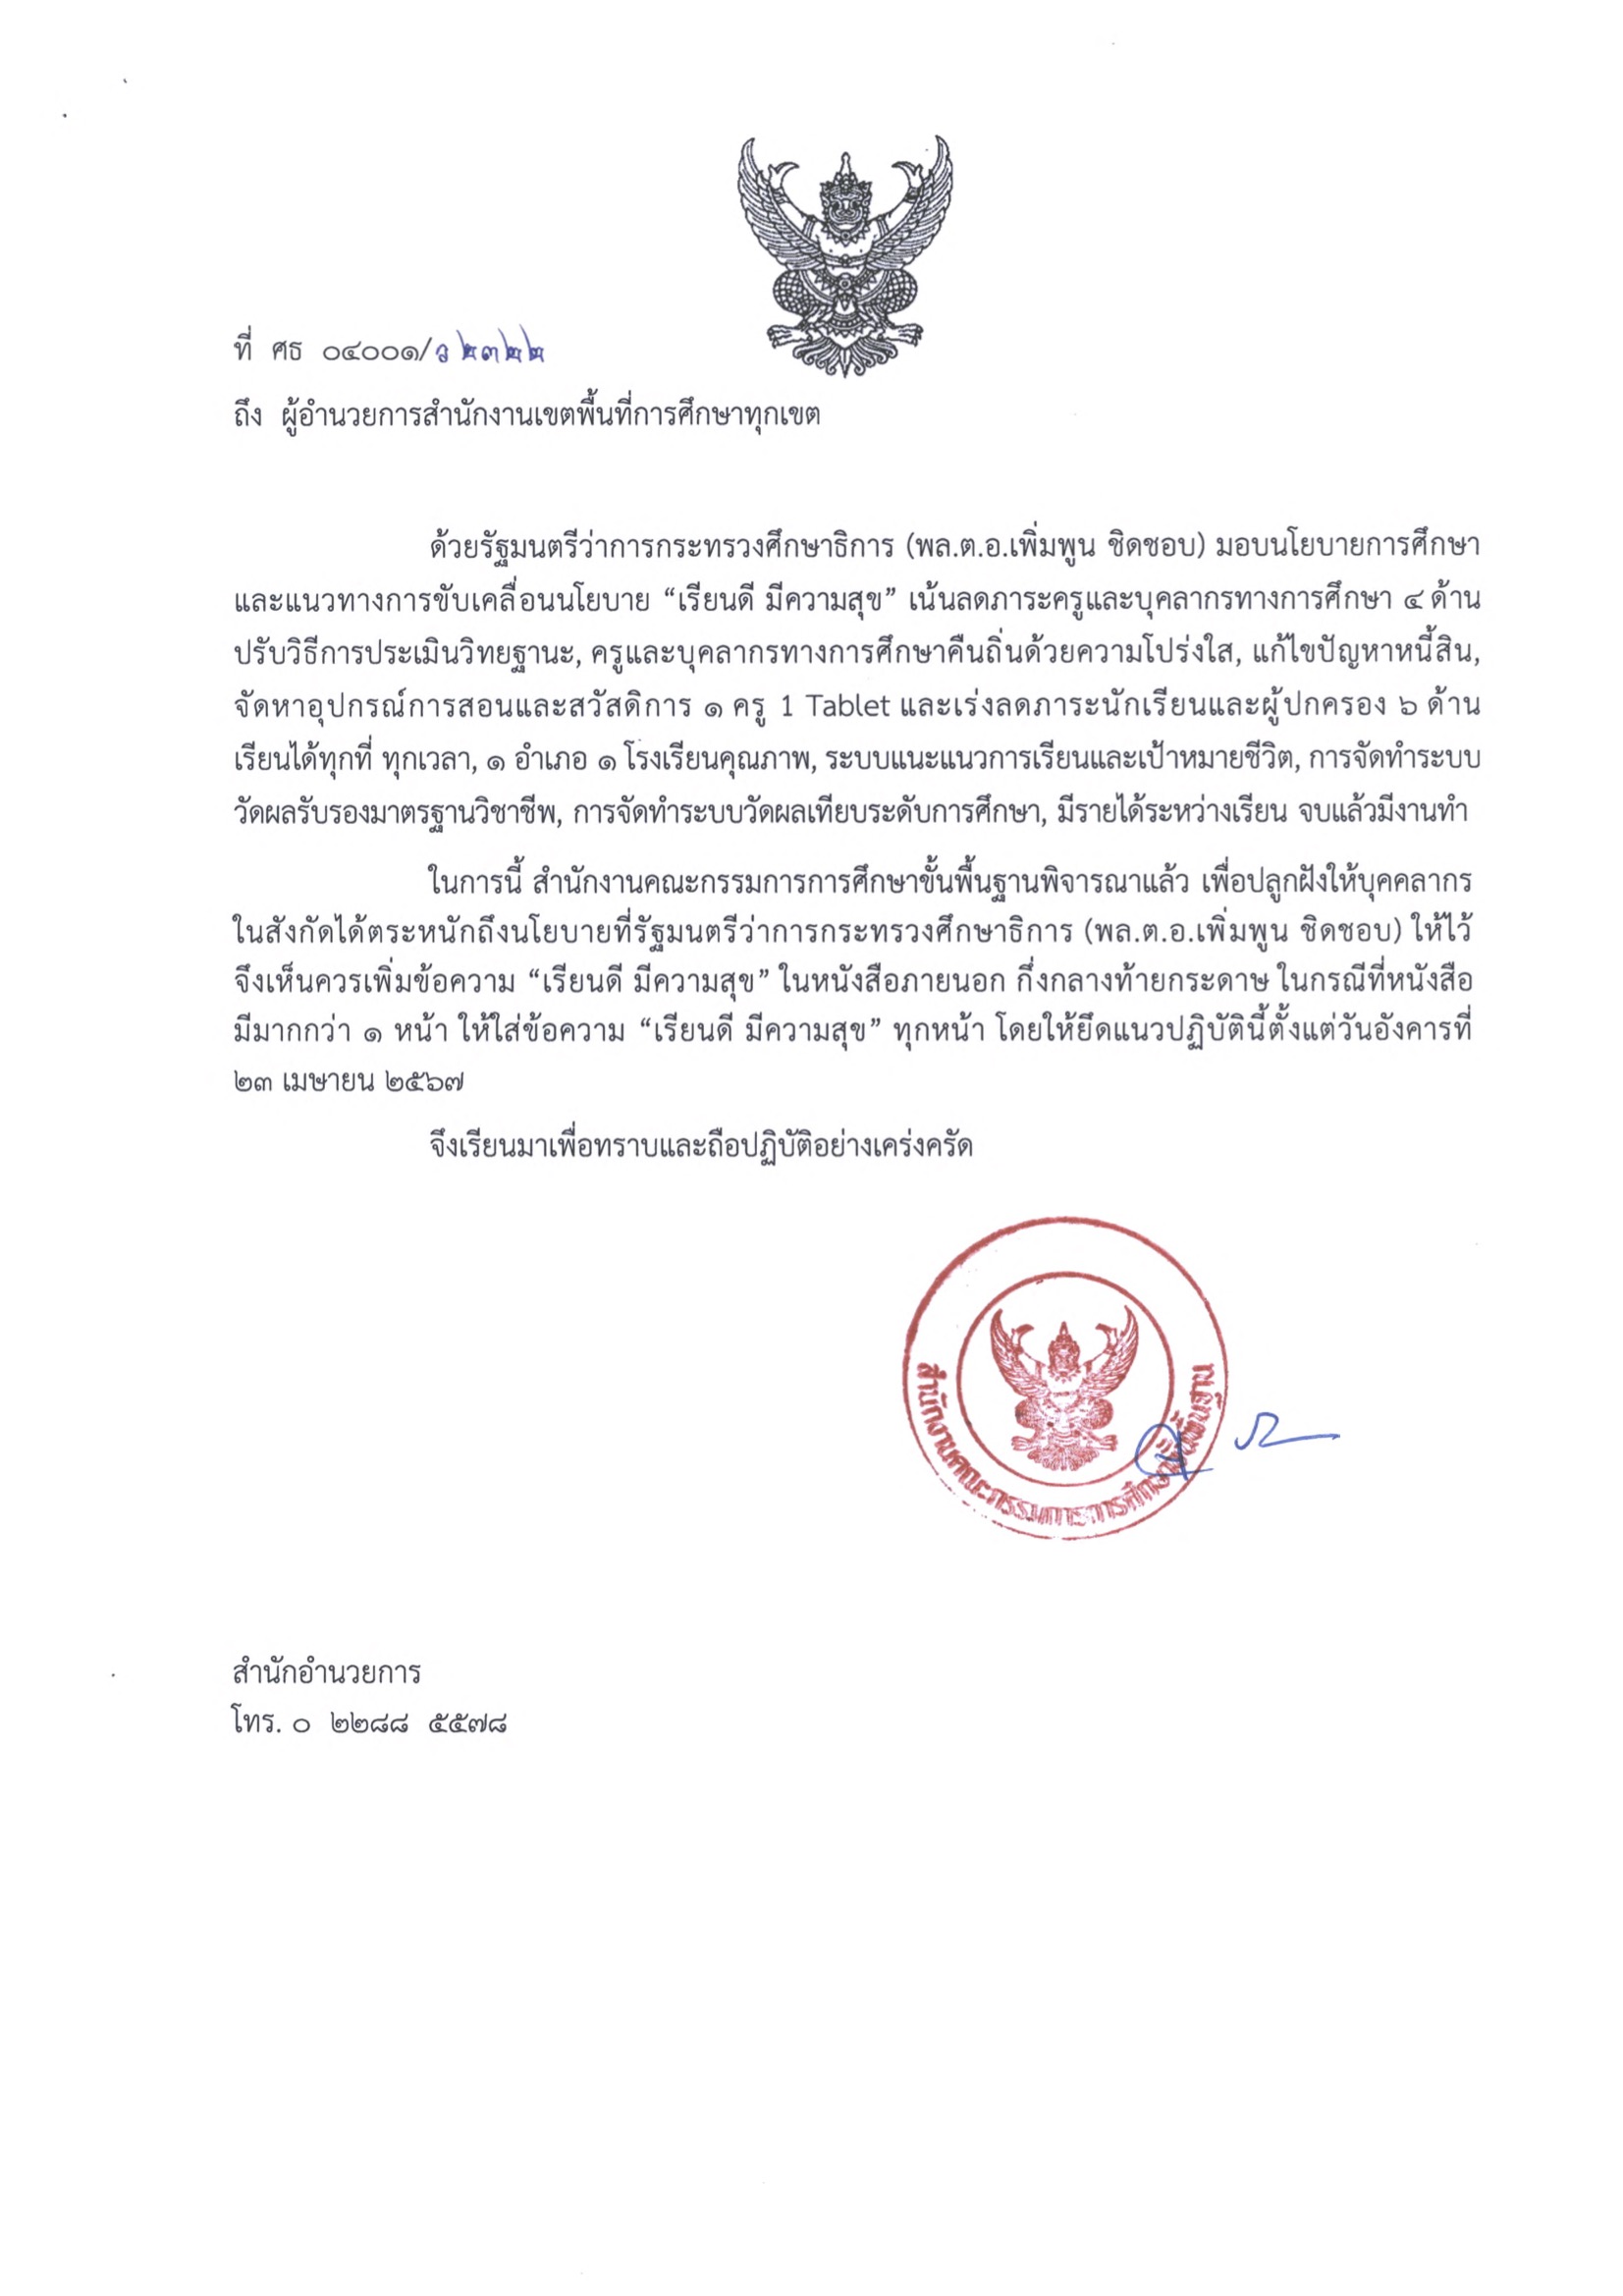 ที่ ศธ ๐๔๐๐๑/ว ๒๓๒๒
ถึง ผู้อำนวยการสำนักงานเขตพื้นที่การศึกษาทุกเขต
ด้วยรัฐมนตรีว่าการกระทรวงศึกษาธิการ (พล.ต.อ.เพิ่มพูน ชิดชอบ) มอบนโยบายการศึกษา
และแนวทางการขับเคลื่อนนโยบาย “เรียนดี มีความสุข” เน้นลดภาระครูและบุคลากรทางการศึกษา ๔ ด้าน
ปรับวิธีการประเมินวิทยฐานะ, ครูและบุคลากรทางการศึกษาคืนถิ่นด้วยความโปร่งใส, แก้ไขปัญหาหนี้สิน,
จัดหาอุปกรณ์การสอนและสวัสดิการ ๑ ครู 1 Tablet และเร่งลดภาระนักเรียนและผู้ปกครอง ๖ ด้าน
เรียนได้ทุกที่ ทุกเวลา, ๑ อำเภอ ๑ โรงเรียนคุณภาพ, ระบบแนะแนวการเรียนและเป้าหมายชีวิต, การจัดทำระบบ
วัดผลรับรองมาตรฐานวิชาชีพ, การจัดทำระบบวัดผลเทียบระดับการศึกษา, มีรายได้ระหว่างเรียน จบแล้วมีงานทำ
ในการนี้ สำนักงานคณะกรรมการการศึกษาขั้นพื้นฐานพิจารณาแล้ว เพื่อปลูกฝังให้บุคคลากร
ในสังกัดได้ตระหนักถึงนโยบายที่รัฐมนตรีว่าการกระทรวงศึกษาธิการ (พล.ต.อ.เพิ่มพูน ชิดชอบ) ให้ไว้
จึงเห็นควรเพิ่มข้อความ “เรียนดี มีความสุข” ในหนังสือภายนอก กึ่งกลางท้ายกระดาษ ในกรณีที่หนังสือ
มีมากกว่า ๑ หน้า ให้ใส่ข้อความ “เรียนดี มีความสุข” ทุกหน้า โดยให้ยึดแนวปฏิบัตินี้ตั้งแต่วันอังคารที่
๒๓ เมษายน ๒๕๖๗
จึงเรียนมาเพื่อทราบและถือปฏิบัติอย่างเคร่งครัด
สำนักงานคณะกรรมการการศึกษาขั้นพื้นฐาน
สำนักอำนวยการ
โทร. ๐ ๒๒๘๘ ๕๕๗๘